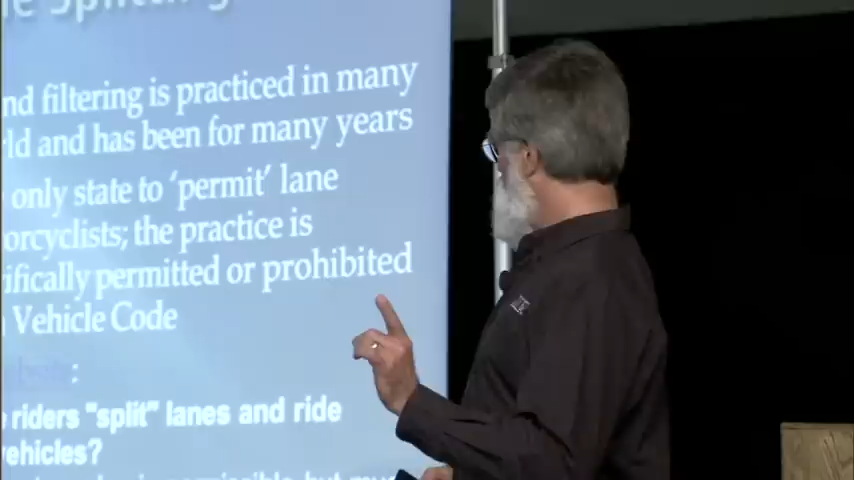 Splitting
nd filtering is practiced in many
ld and has been for many years
only state to ‘permit’ lane
orcyclists; the practice is
ifically permitted or prohibited
Vehicle Code
:
riders "split" lanes and ride
vehicles?